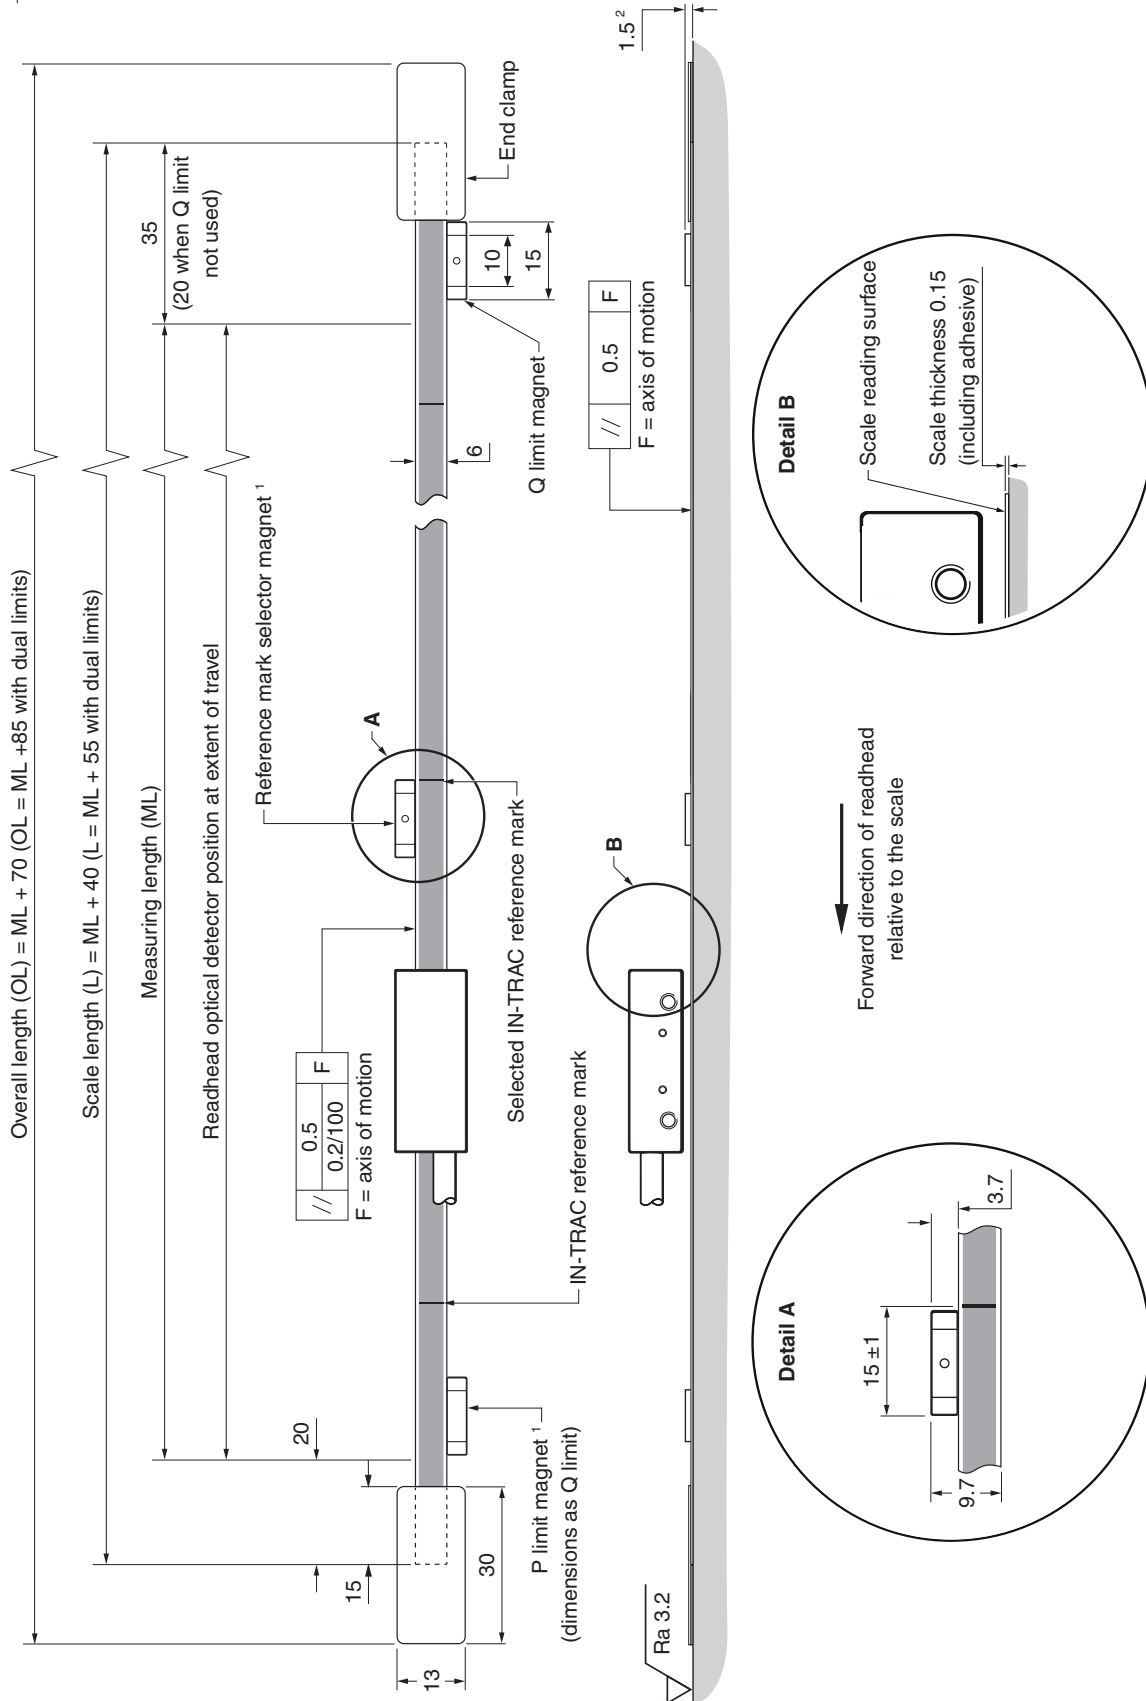 Overall length (OL) = ML + 70 (OL = ML +85 with dual limits)
Scale length (L) = ML + 40 (L = ML + 55 with dual limits)
Measuring length (ML)
Readhead optical detector position at extent of travel
35
(20 when Q limit
not used)
20
15
Reference mark selector magnet 1
A
// 0.5 F
0.2/100
F = axis of motion
End clamp
13
30
6
10
15
Q limit magnet
P limit magnet 1
(dimensions as Q limit)
IN-TRAC reference mark
Selected IN-TRAC reference mark
B
// 0.5 F
F = axis of motion
1.5 2
Ra 3.2
Detail A
15 ±1
9.7
3.7
Forward direction of readhead
relative to the scale
Detail B
Scale reading surface
Scale thickness 0.15
(including adhesive)